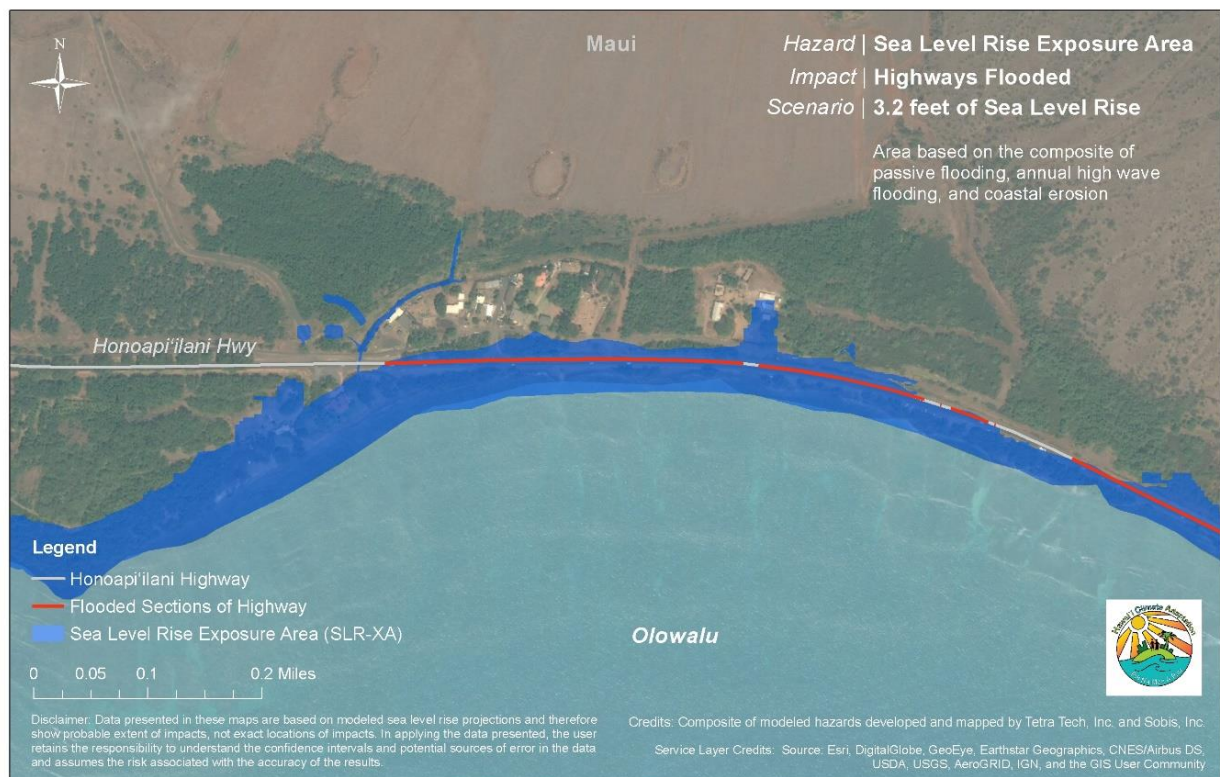 N
Maui
Hazard | Sea Level Rise Exposure Area
Impact | Highways Flooded
Scenario | 3.2 feet of Sea Level Rise
Area based on the composite of
passive flooding, annual high wave
flooding, and coastal erosion
Honoapi'ilani Hwy
Legend
Honoapi'ilani Highway
Flooded Sections of Highway
Sea Level Rise Exposure Area (SLR-XA)
0 0.05 0.1 0.2 Miles
Olowalu
Hawai'i Climate Adaptation
Disclaimer: Data presented in these maps are based on modeled sea level rise projections and therefore
show probable extent of impacts, not exact locations of impacts. In applying the data presented, the user
retains the responsibility to understand the confidence intervals and potential sources of error in the data
and assumes the risk associated with the accuracy of the results.
Credits: Composite of modeled hazards developed and mapped by Tetra Tech, Inc. and Sobis, Inc.
Service Layer Credits: Source: Esri, DigitalGlobe, GeoEye, Earthstar Geographics, CNES/Airbus DS,
USDA, USGS, AeroGRID, IGN, and the GIS User Community